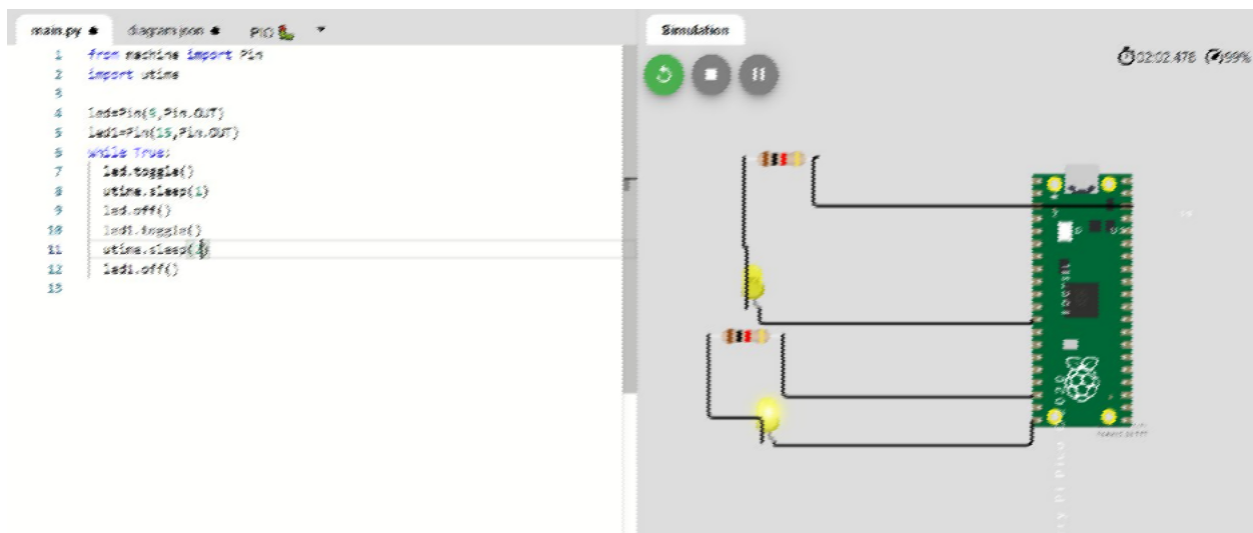 main.py diagram.json PIO
Simulation
02:02.478 99%
1 from machine import Pin
2 import utime
3
4 led=Pin(5,Pin.OUT)
5 led1=Pin(15,Pin.OUT)
6 while True:
7 led.toggle()
8 utime.sleep(1)
9 led.off()
10 led1.toggle()
11 utime.sleep(
12 led1.off()
13